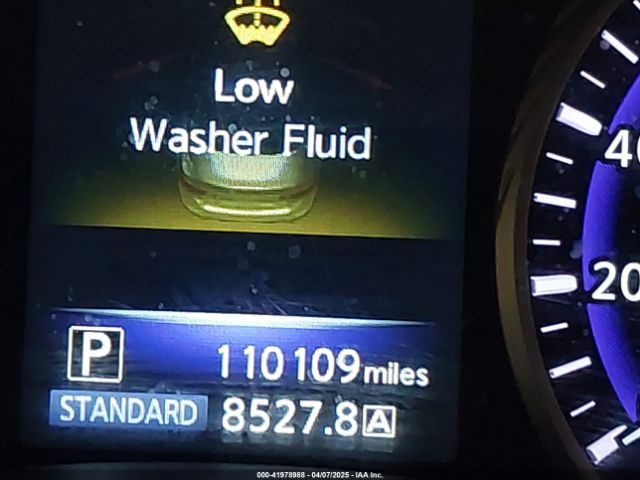 Low
Washer Fluid
40
20
P 110109 miles
STANDARD 8527.8 A
000-41978988 - 04/07/2025 - IAA Inc.